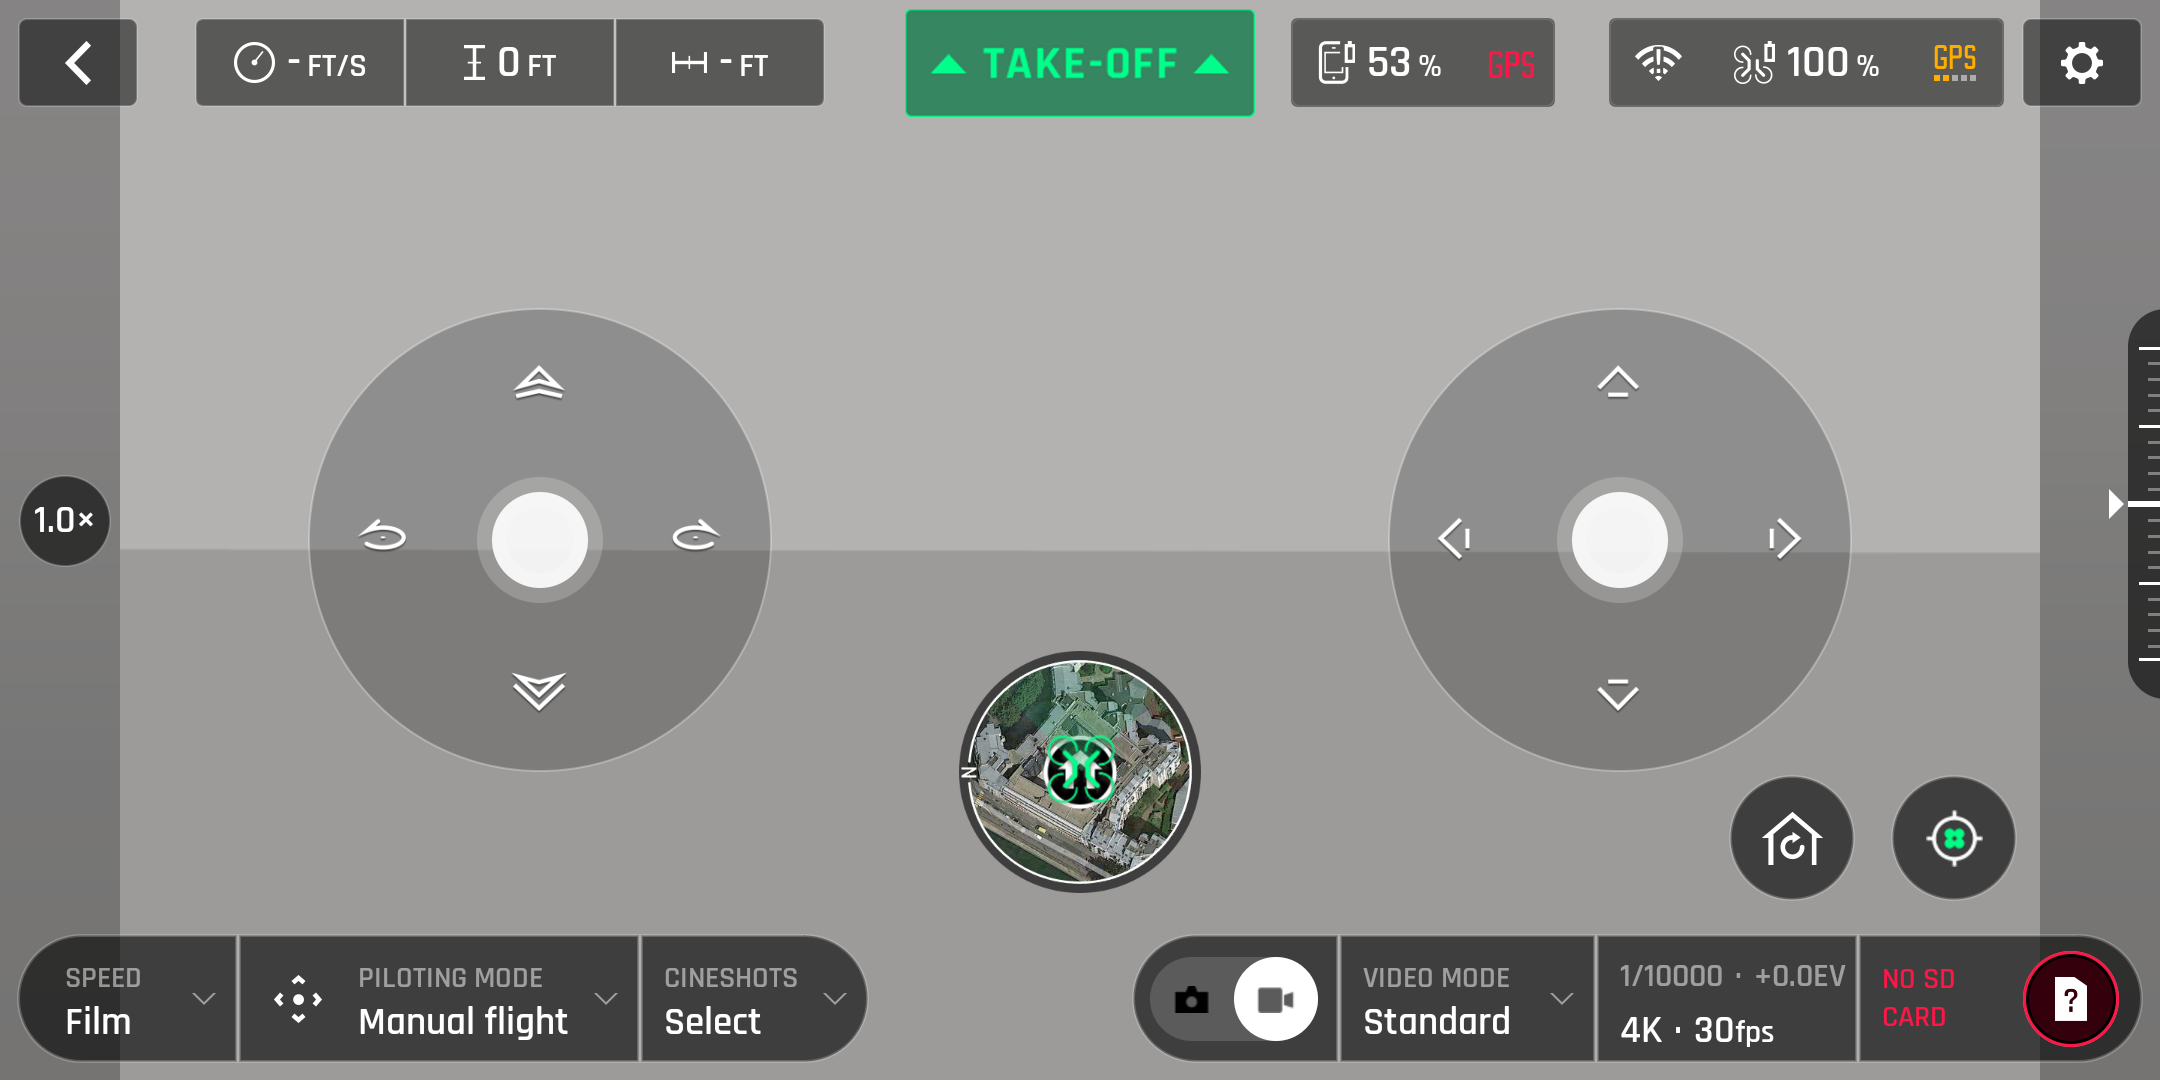 - FT/S
0 FT
- FT
TAKE-OFF
53 %
GPS
100 %
GPS
1.0×
N
SPEED
Film
PILOTING MODE
Manual flight
CINESHOTS
Select
VIDEO MODE
Standard
1/10000 · +0.0EV
4K · 30fps
NO SD
CARD
?